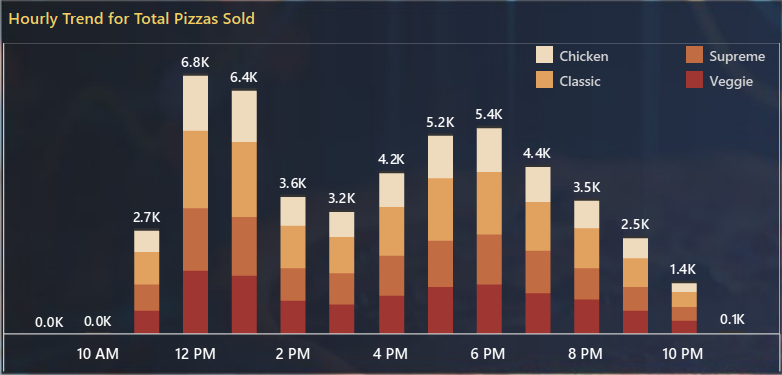 Hourly Trend for Total Pizzas Sold
Chicken
Supreme
Classic
Veggie
0.0K
0.0K
2.7K
6.8K
6.4K
3.6K
3.2K
4.2K
5.2K
5.4K
4.4K
3.5K
2.5K
1.4K
0.1K
10 AM
12 PM
2 PM
4 PM
6 PM
8 PM
10 PM